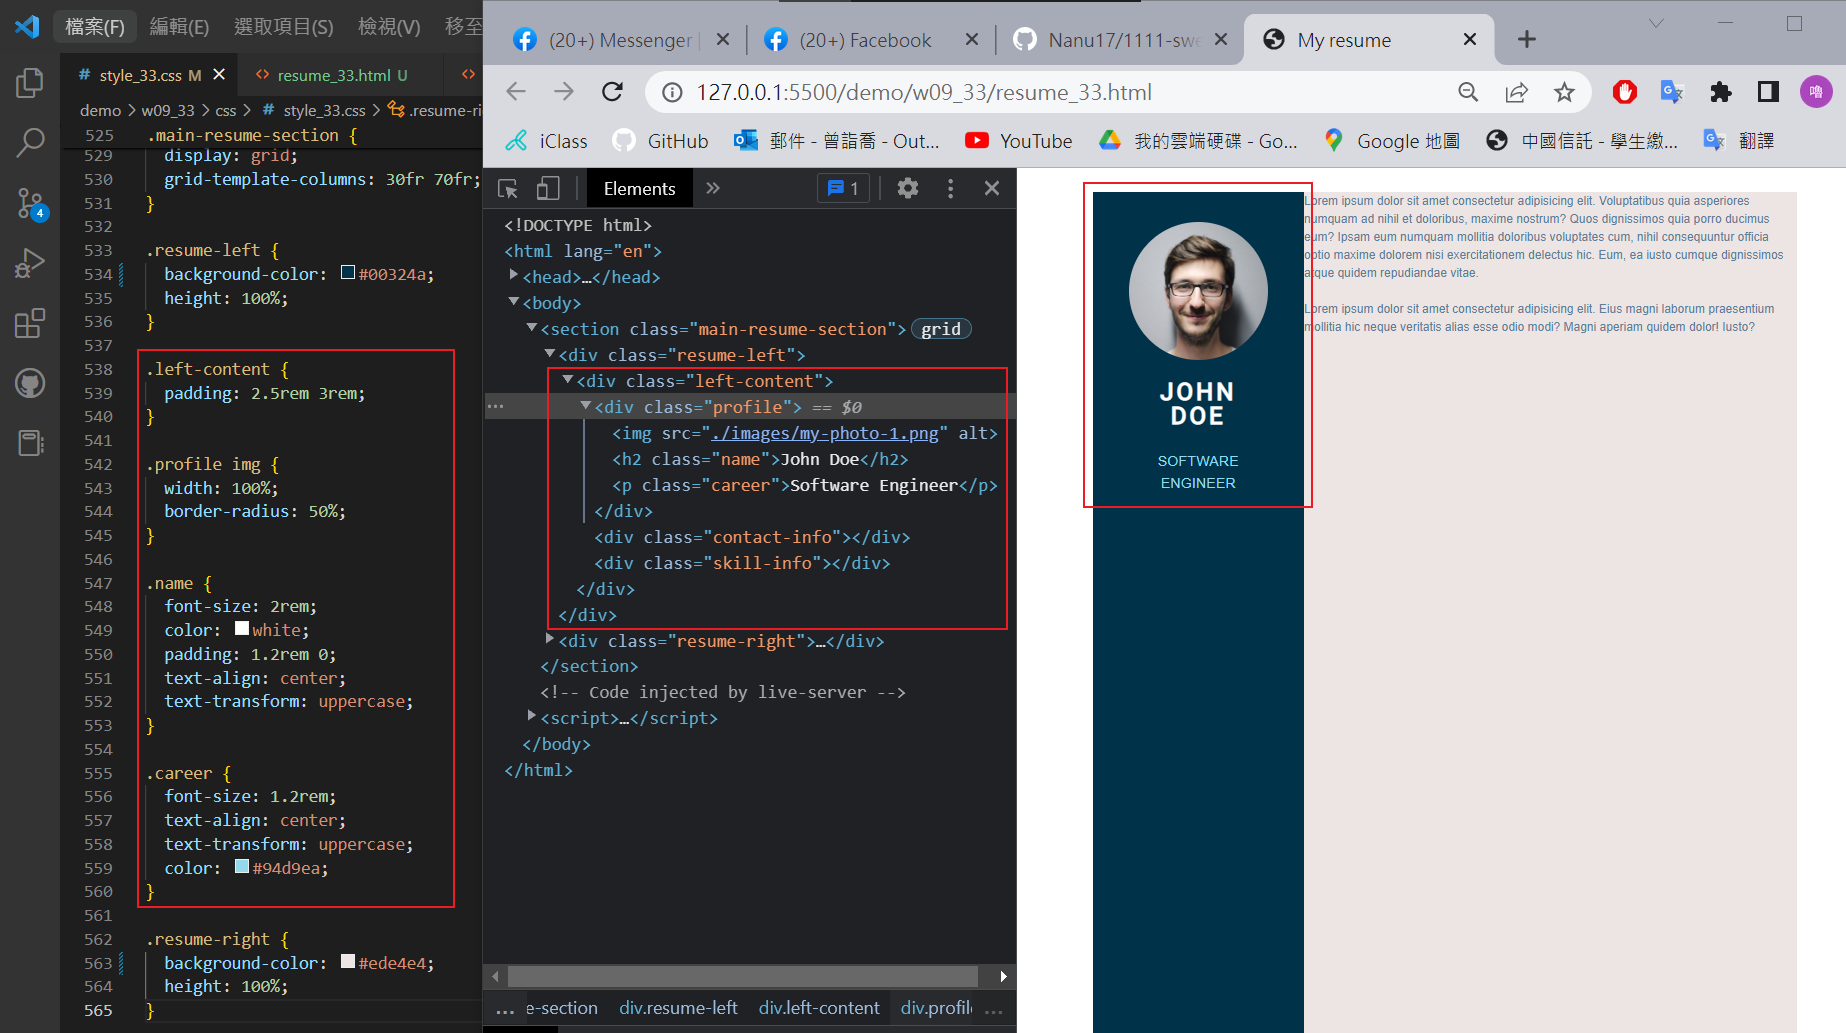 檔案(F) 編輯(E) 選取項目(S) 檢視(V) 移至
style_33.css M
resume_33.html U
demo > w09_33 > css > # style_33.css > .resume-ri
525 .main-resume-section {
529 display: grid;
530 grid-template-columns: 30fr 70fr;
531 }
532
533 .resume-left {
534 background-color: #00324a;
535 height: 100%;
536 }
537
538 .left-content {
539 padding: 2.5rem 3rem;
540 }
541
542 .profile img {
543 width: 100%;
544 border-radius: 50%;
545 }
546
547 .name {
548 font-size: 2rem;
549 color: white;
550 padding: 1.2rem 0;
551 text-align: center;
552 text-transform: uppercase;
553 }
554
555 .career {
556 font-size: 1.2rem;
557 text-align: center;
558 text-transform: uppercase;
559 color: #94d9ea;
560 }
561
562 .resume-right {
563 background-color: #ede4e4;
564 height: 100%;
565 }
4
(20+) Messenger |
(20+) Facebook
Nanu17/1111-swe
My resume
127.0.0.1:5500/demo/w09_33/resume_33.html
嚕
iClass
GitHub
郵件 - 曾詣喬 - Out...
YouTube
我的雲端硬碟 - Go...
Google 地圖
中國信託 - 學生繳...
翻譯
Elements
1
<!DOCTYPE html>
<html lang="en">
<head>…</head>
<body>
<section class="main-resume-section"> grid
<div class="resume-left">
<div class="left-content">
<div class="profile"> == $0
<img src="./images/my-photo-1.png" alt>
<h2 class="name">John Doe</h2>
<p class="career">Software Engineer</p>
</div>
<div class="contact-info"></div>
<div class="skill-info"></div>
</div>
</div>
<div class="resume-right">…</div>
</section>
<!-- Code injected by live-server -->
<script>…</script>
</body>
</html>
... e-section div.resume-left div.left-content div.profile ...
JOHN
DOE
SOFTWARE
ENGINEER
Lorem ipsum dolor sit amet consectetur adipisicing elit. Voluptatibus quia asperiores
numquam ad nihil et doloribus, maxime nostrum? Quos dignissimos quia porro ducimus
eum? Ipsam eum numquam mollitia doloribus voluptates cum, nihil consequuntur officia
optio maxime dolorem nisi exercitationem delectus hic. Eum, ea iusto cumque dignissimos
atque quidem repudiandae vitae.
Lorem ipsum dolor sit amet consectetur adipisicing elit. Eius magni laborum praesentium
mollitia hic neque veritatis alias esse odio modi? Magni aperiam quidem dolor! Iusto?